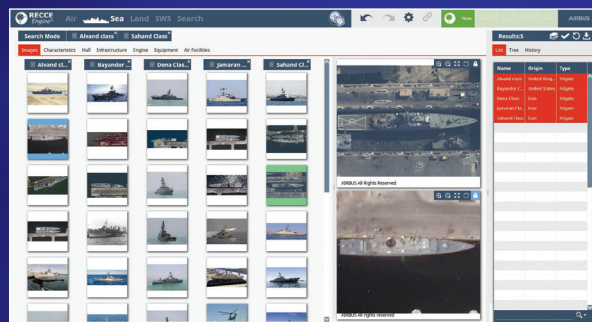 RECCE
Engine®
Air
Sea
Land
SWS
Search
New
AIRBUS
Search Mode
Alvand class
Sahand Class
Results:5
Images
Characteristics
Hull
Infrastructure
Engine
Equipment
Air Facilities
List
Tree
History
Alvand cl...
Bayandor ...
Dena Clas...
Jamaran ...
Sahand Cl...
Name
Origin
Type
Alvand class
United King...
Frigate
Bayandor C...
United States
Frigate
Dena Class
Iran
Frigate
Jamaran Cla...
Iran
Frigate
Sahand Class
Iran
Frigate
AIRBUS All Rights Reserved
AIRBUS All rights reserved